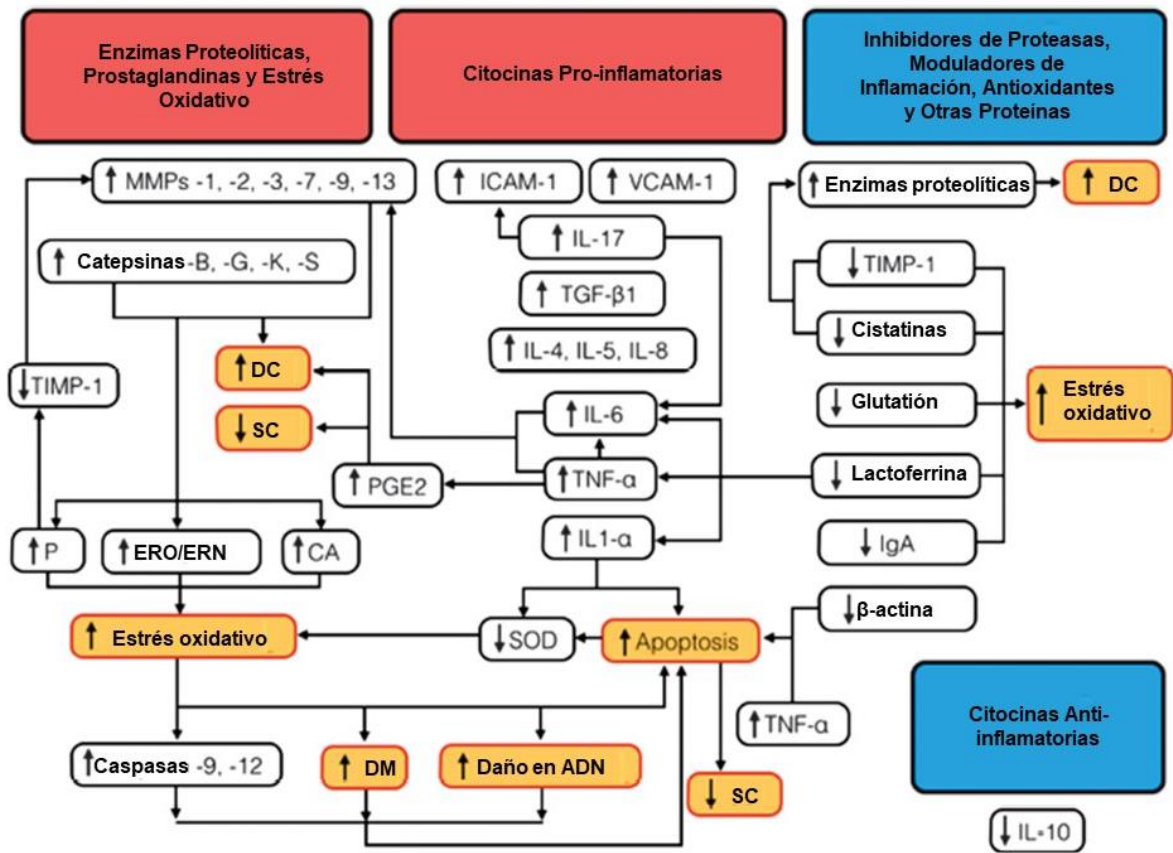 Enzimas Proteolíticas,
Prostaglandinas y Estrés
Oxidativo
Citocinas Pro-inflamatorias
Inhibidores de Proteasas,
Moduladores de
Inflamación, Antioxidantes
y Otras Proteínas
↑ MMPs -1, -2, -3, -7, -9, -13
↑ ICAM-1
↑ VCAM-1
↑ Enzimas proteolíticas
↑ DC
↑ IL-17
↑ Catepsinas -B, -G, -K, -S
↓ TIMP-1
↑ TGF-β1
↓ Cistatinas
↑ IL-4, IL-5, IL-8
↑ DC
↓ TIMP-1
↓ Glutatión
↑ Estrés
oxidativo
↓ SC
↑ IL-6
↑ PGE2
↑ TNF-α
↓ Lactoferrina
↑ P
↑ ERO/ERN
↑ CA
↑ IL1-α
↓ IgA
↑ Estrés oxidativo
↓ SOD
↑ Apoptosis
↓ β-actina
↑ TNF-α
Citocinas Anti-
inflamatorias
↑ Caspasas -9, -12
↑ DM
↑ Daño en ADN
↓ SC
↓ IL-10